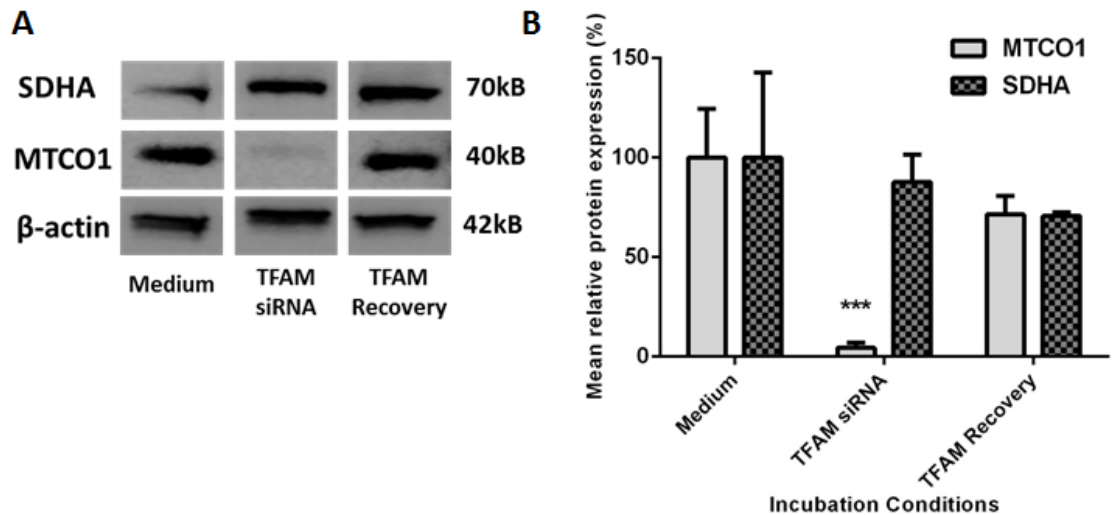 A
SDHA
70kB
MTCO1
40kB
β-actin
42kB
Medium
TFAM
siRNA
TFAM
Recovery
B
Mean relative protein expression (%)
150
100
50
0
MTCO1
SDHA
***
Medium
TFAM siRNA
TFAM Recovery
Incubation Conditions